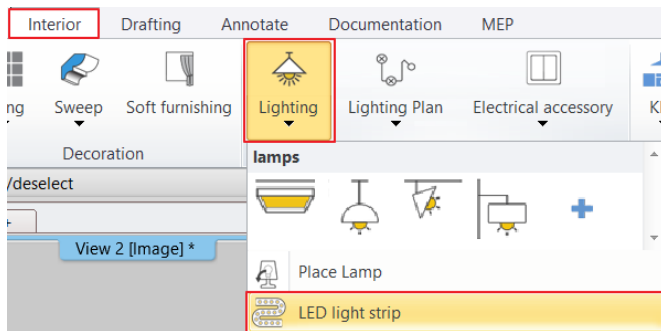 Interior Drafting Annotate Documentation MEP
Sweep Soft furnishing Lighting Lighting Plan Electrical accessory
Decoration
lamps
/deselect
View 2 [Image] *
Place Lamp
LED light strip